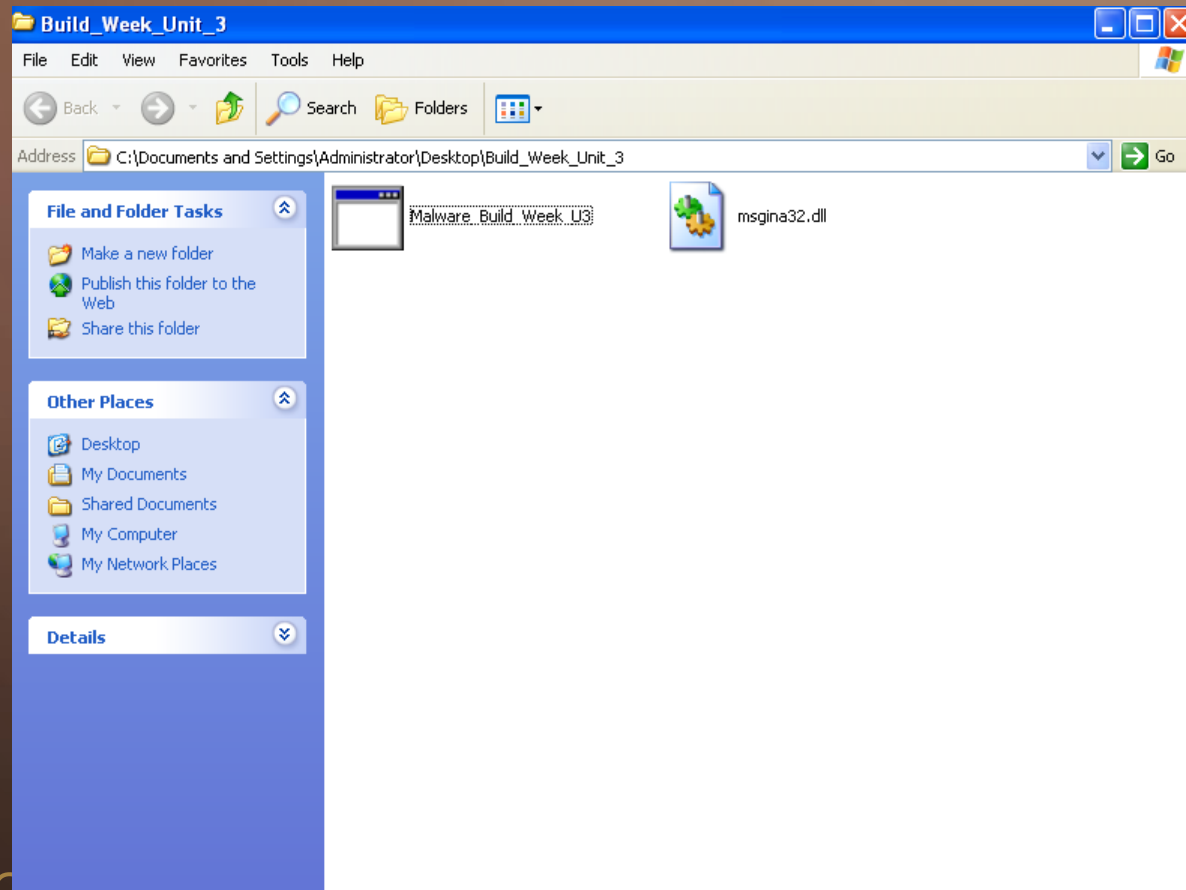 Build_Week_Unit_3
File Edit View Favorites Tools Help
Back Search Folders
Address C:\Documents and Settings\Administrator\Desktop\Build_Week_Unit_3 Go
File and Folder Tasks
Make a new folder
Publish this folder to the
Web
Share this folder
Other Places
Desktop
My Documents
Shared Documents
My Computer
My Network Places
Details
Malware_Build_Week_U3
msgina32.dll